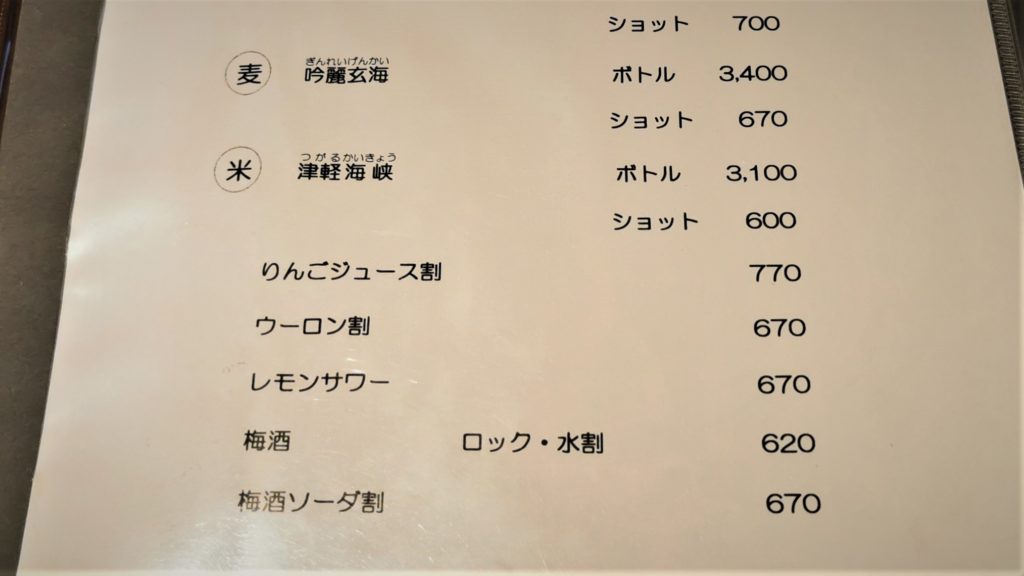 ショット 700
ぎんれいげんかい
麦 吟麗玄海 ボトル 3,400
ショット 670
つがるかいきょう
米 津軽海峡 ボトル 3,100
ショット 600
りんごジュース割 770
ウーロン割 670
レモンサワー 670
梅酒 ロック・水割 620
梅酒ソーダ割 670